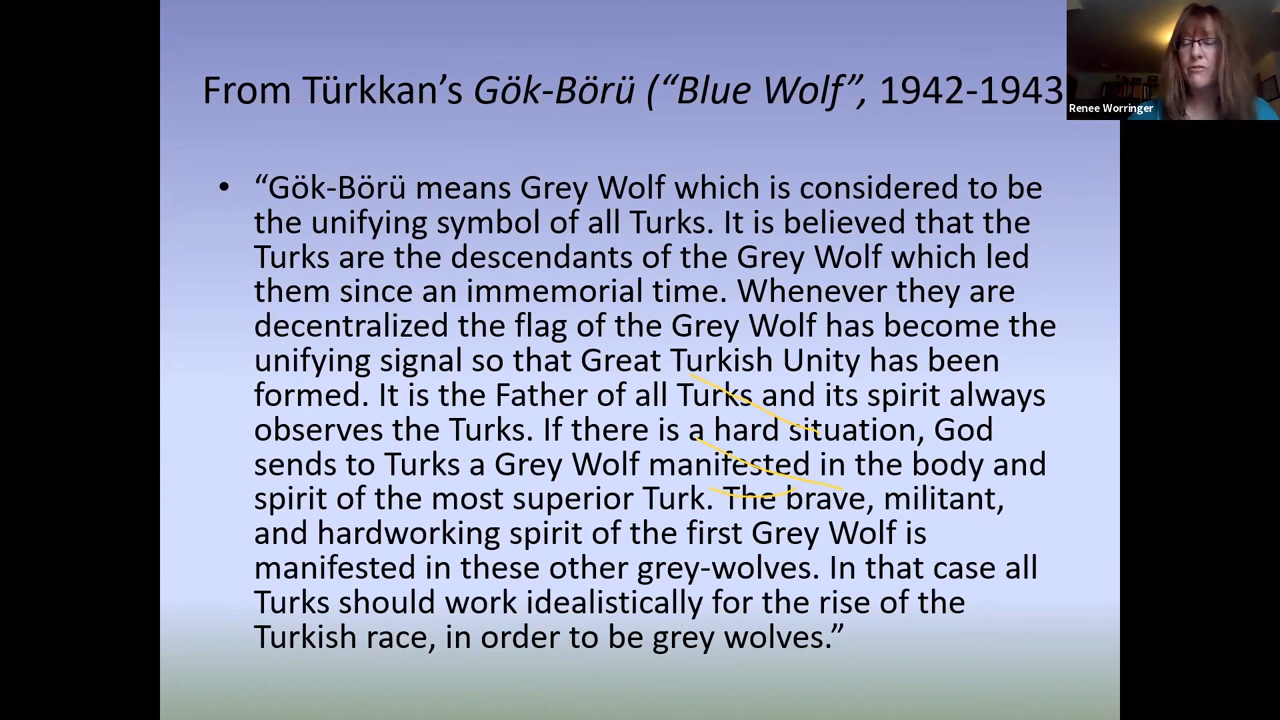 From Türkkan’s Gök-Börü (“Blue Wolf”, 1942-1943
Renee Worringer
• “Gök-Börü means Grey Wolf which is considered to be
the unifying symbol of all Turks. It is believed that the
Turks are the descendants of the Grey Wolf which led
them since an immemorial time. Whenever they are
decentralized the flag of the Grey Wolf has become the
unifying signal so that Great Turkish Unity has been
formed. It is the Father of all Turks and its spirit always
observes the Turks. If there is a hard situation, God
sends to Turks a Grey Wolf manifested in the body and
spirit of the most superior Turk. The brave, militant,
and hardworking spirit of the first Grey Wolf is
manifested in these other grey-wolves. In that case all
Turks should work idealistically for the rise of the
Turkish race, in order to be grey wolves.”